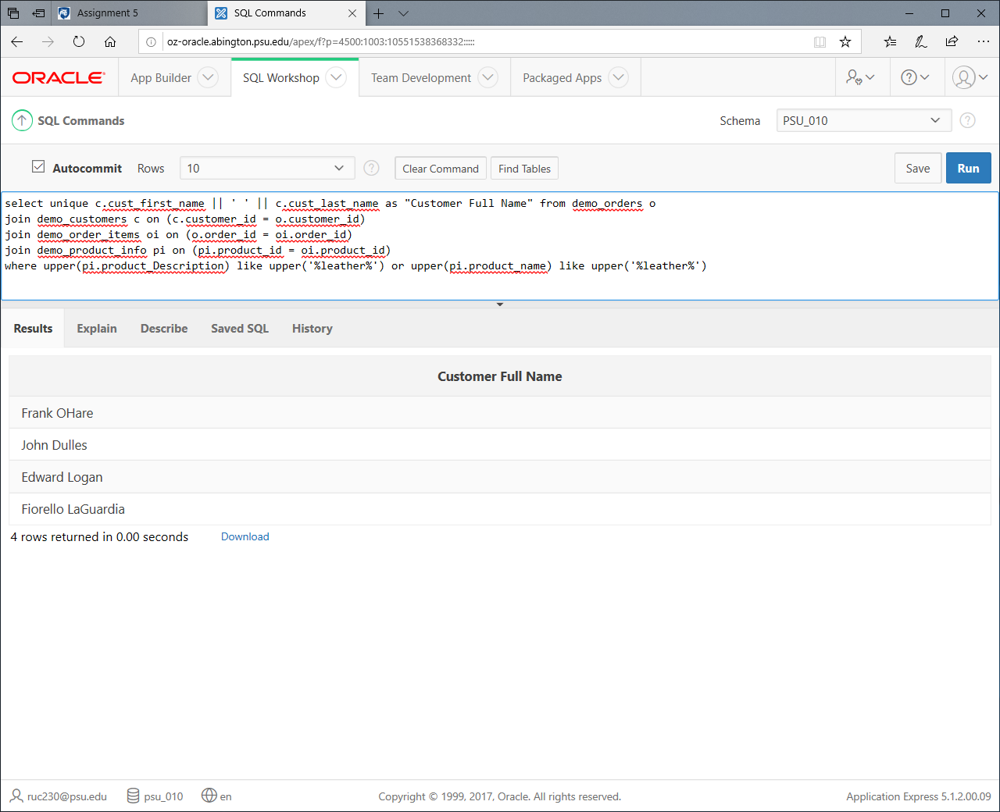 Assignment 5
SQL Commands
oz-oracle.abington.psu.edu/apex/f?p=4500:1003:10551538368332:::::
ORACLE
App Builder
SQL Workshop
Team Development
Packaged Apps
SQL Commands
Schema
PSU_010
Autocommit
Rows
10
Clear Command
Find Tables
Save
Run
select unique c.cust_first_name || ' ' || c.cust_last_name as "Customer Full Name" from demo_orders o
join demo_customers c on (c.customer_id = o.customer_id)
join demo_order_items oi on (o.order_id = oi.order_id)
join demo_product_info pi on (pi.product_id = oi.product_id)
where upper(pi.product_Description) like upper('%leather%') or upper(pi.product_name) like upper('%leather%')
Results
Explain
Describe
Saved SQL
History
Customer Full Name
Frank OHare
John Dulles
Edward Logan
Fiorello LaGuardia
4 rows returned in 0.00 seconds
Download
ruc230@psu.edu
psu_010
en
Copyright © 1999, 2017, Oracle. All rights reserved.
Application Express 5.1.2.00.09